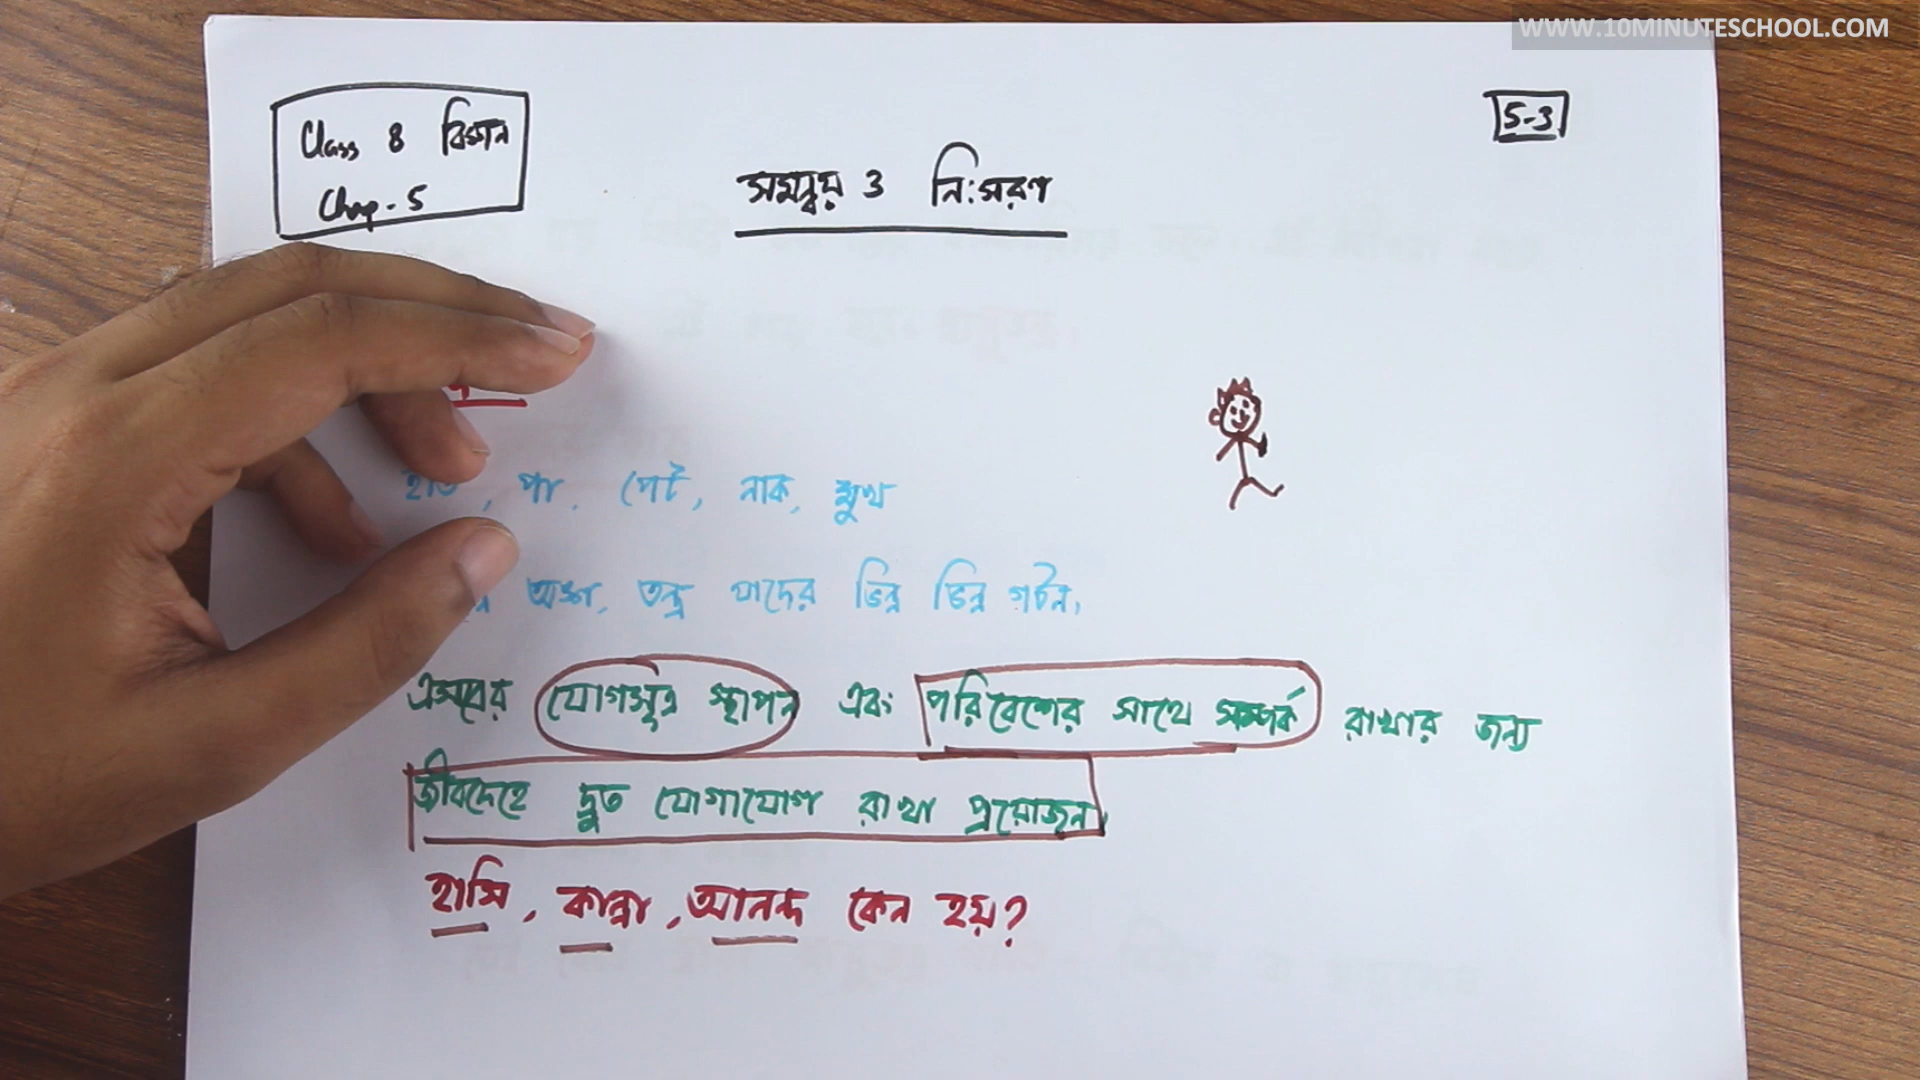 WWW.10MINUTESCHOOL.COM
Class 8 বিজ্ঞান
Chap. 5
5-3
সমন্বয় ও নিঃসরণ
হাত, পা, পেট, নাক, মুখ
অঙ্গ, তন্ত্র যাদের ভিন্ন ভিন্ন গঠন।
এসবের যোগসূত্র স্থাপন এবং পরিবেশের সাথে সম্পর্ক রাখার জন্য
জীবদেহে দ্রুত যোগাযোগ রাখা প্রয়োজন।
হাসি, কান্না, আনন্দ কেন হয়?